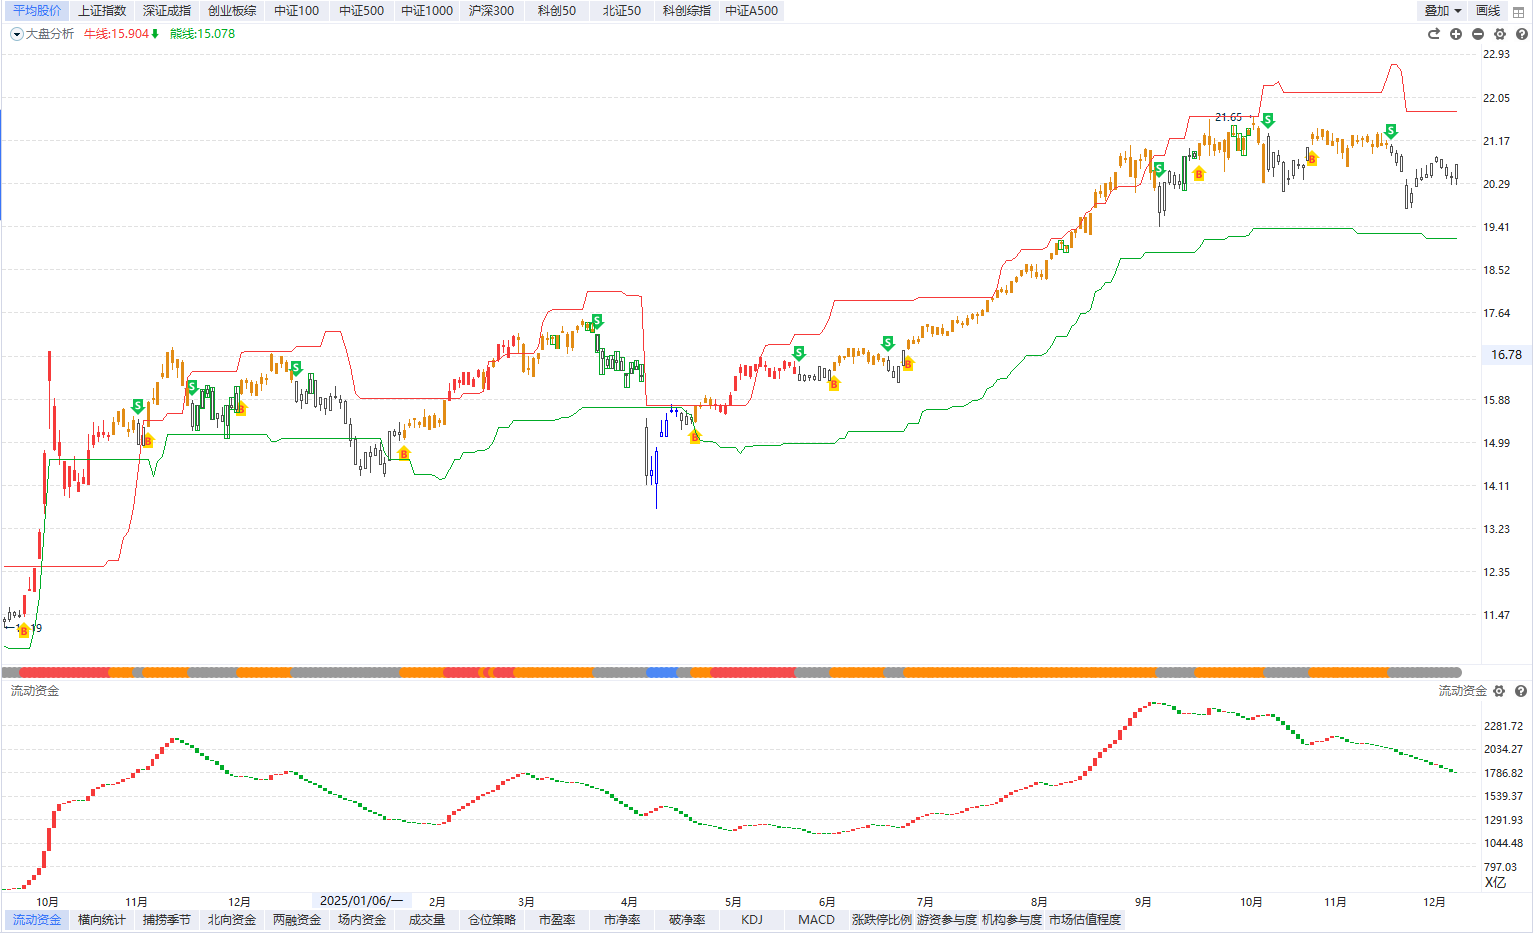 平均股价 上证指数 深证成指 创业板综 中证100 中证500 中证1000 沪深300 科创50 北证50 科创综指 中证A500 叠加 画线
大盘分析 牛线:15.904 熊线:15.078
22.93
22.05
21.65
21.17
20.29
19.41
18.52
17.64
16.78
15.88
14.99
14.11
13.23
12.35
11.47
S
S
S
S
S
S
S
S
S
B
B
B
B
B
B
B
B
B
流动资金 流动资金
2281.72
2034.27
1786.82
1539.37
1291.93
1044.48
797.03
X亿
10月 11月 12月 2025/01/06/一 2月 3月 4月 5月 6月 7月 8月 9月 10月 11月 12月
流动资金 横向统计 捕捞季节 北向资金 两融资金 场内资金 成交量 仓位策略 市盈率 市净率 破净率 KDJ MACD 涨跌停比例 游资参与度 机构参与度 市场估值程度